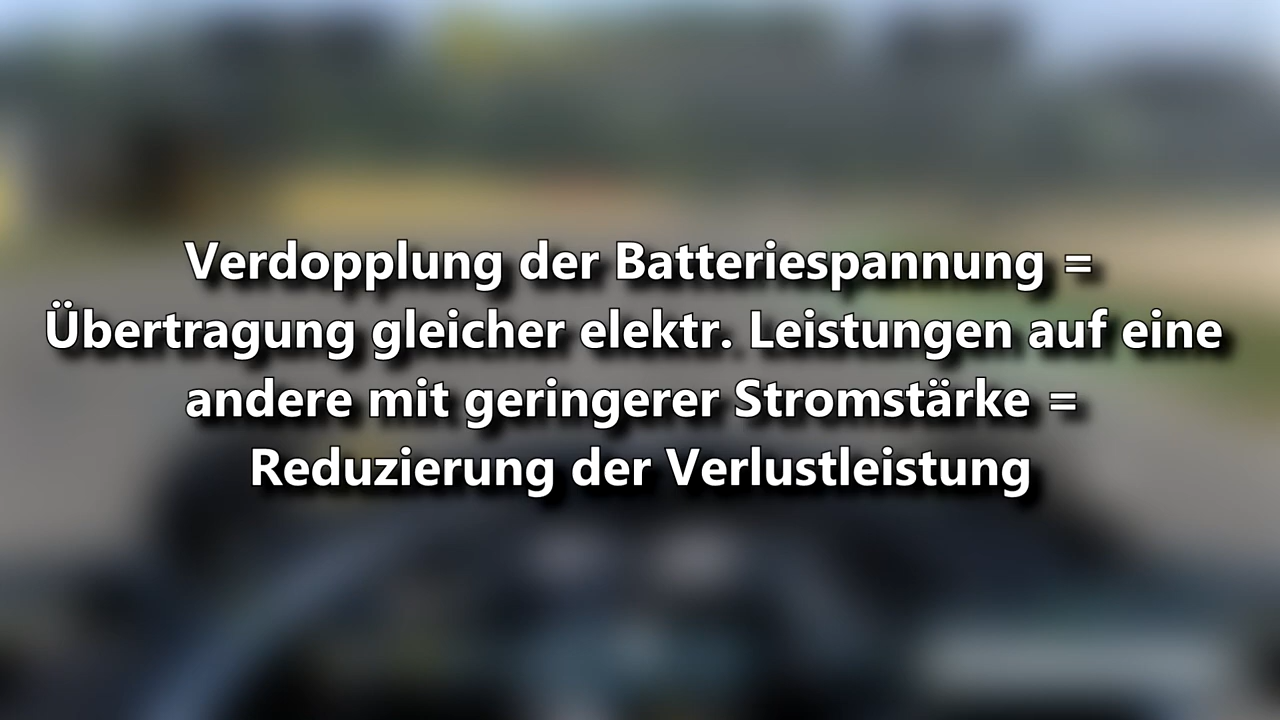 Verdopplung der Batteriespannung =
Übertragung gleicher elektr. Leistungen auf eine
andere mit geringerer Stromstärke =
Reduzierung der Verlustleistung